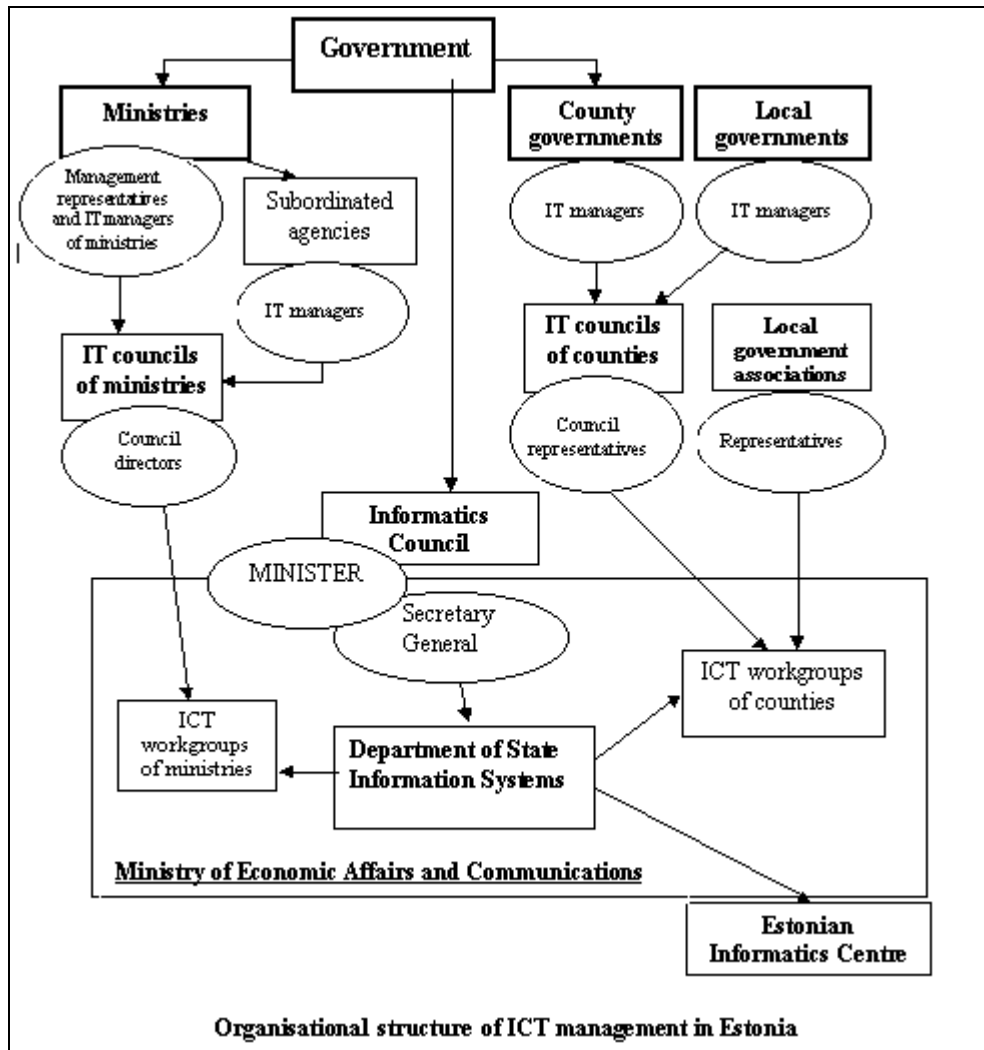 Government
Ministries
County
governments
Local
governments
Management
representatives
and IT managers
of ministries
Subordinated
agencies
IT managers
IT managers
IT managers
IT councils
of ministries
IT councils
of counties
Local
government
associations
Council
directors
Council
representatives
Representatives
Informatics
Council
MINISTER
Secretary
General
ICT workgroups
of counties
ICT
workgroups
of ministries
Department of State
Information Systems
Ministry of Economic Affairs and Communications
Estonian
Informatics Centre
Organisational structure of ICT management in Estonia